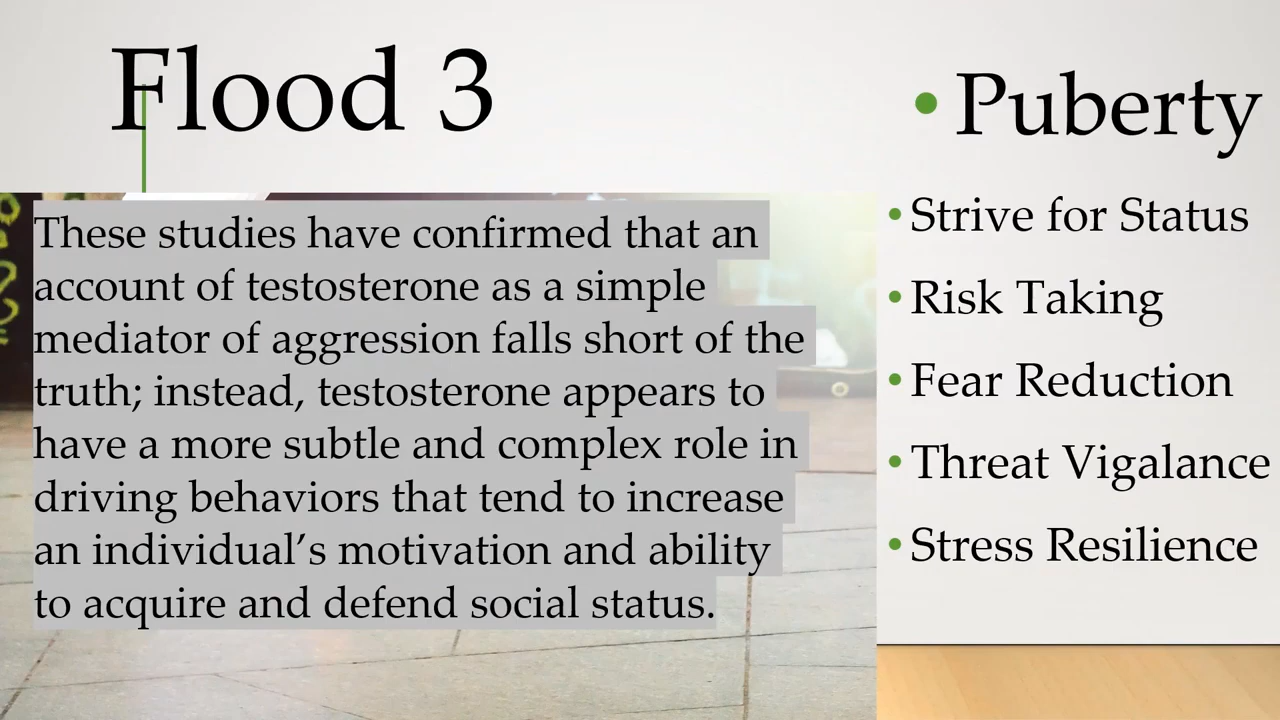 Flood 3
These studies have confirmed that an
account of testosterone as a simple
mediator of aggression falls short of the
truth; instead, testosterone appears to
have a more subtle and complex role in
driving behaviors that tend to increase
an individual’s motivation and ability
to acquire and defend social status.
• Puberty
• Strive for Status
• Risk Taking
• Fear Reduction
• Threat Vigalance
• Stress Resilience